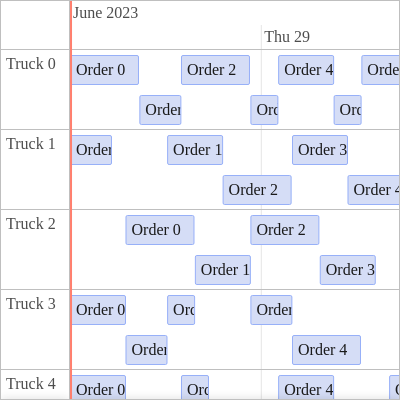 June 2023
Thu 29
Truck 0
Order 0
Order 2
Order 4
Orde
Order
Orc
Orc
Truck 1
Order
Order 1
Order 3
Order 2
Order 4
Truck 2
Order 0
Order 2
Order 1
Order 3
Truck 3
Order 0
Orc
Order
Order
Order 4
Truck 4
Order 0
Orc
Order 4